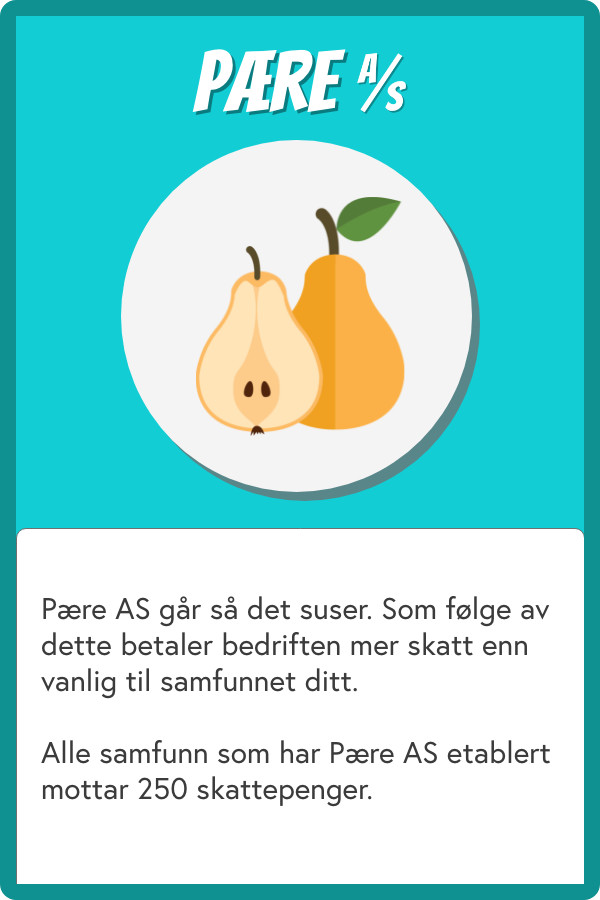 PÆRE A/S
Pære AS går så det suser. Som følge av
dette betaler bedriften mer skatt enn
vanlig til samfunnet ditt.
Alle samfunn som har Pære AS etablert
mottar 250 skattepenger.